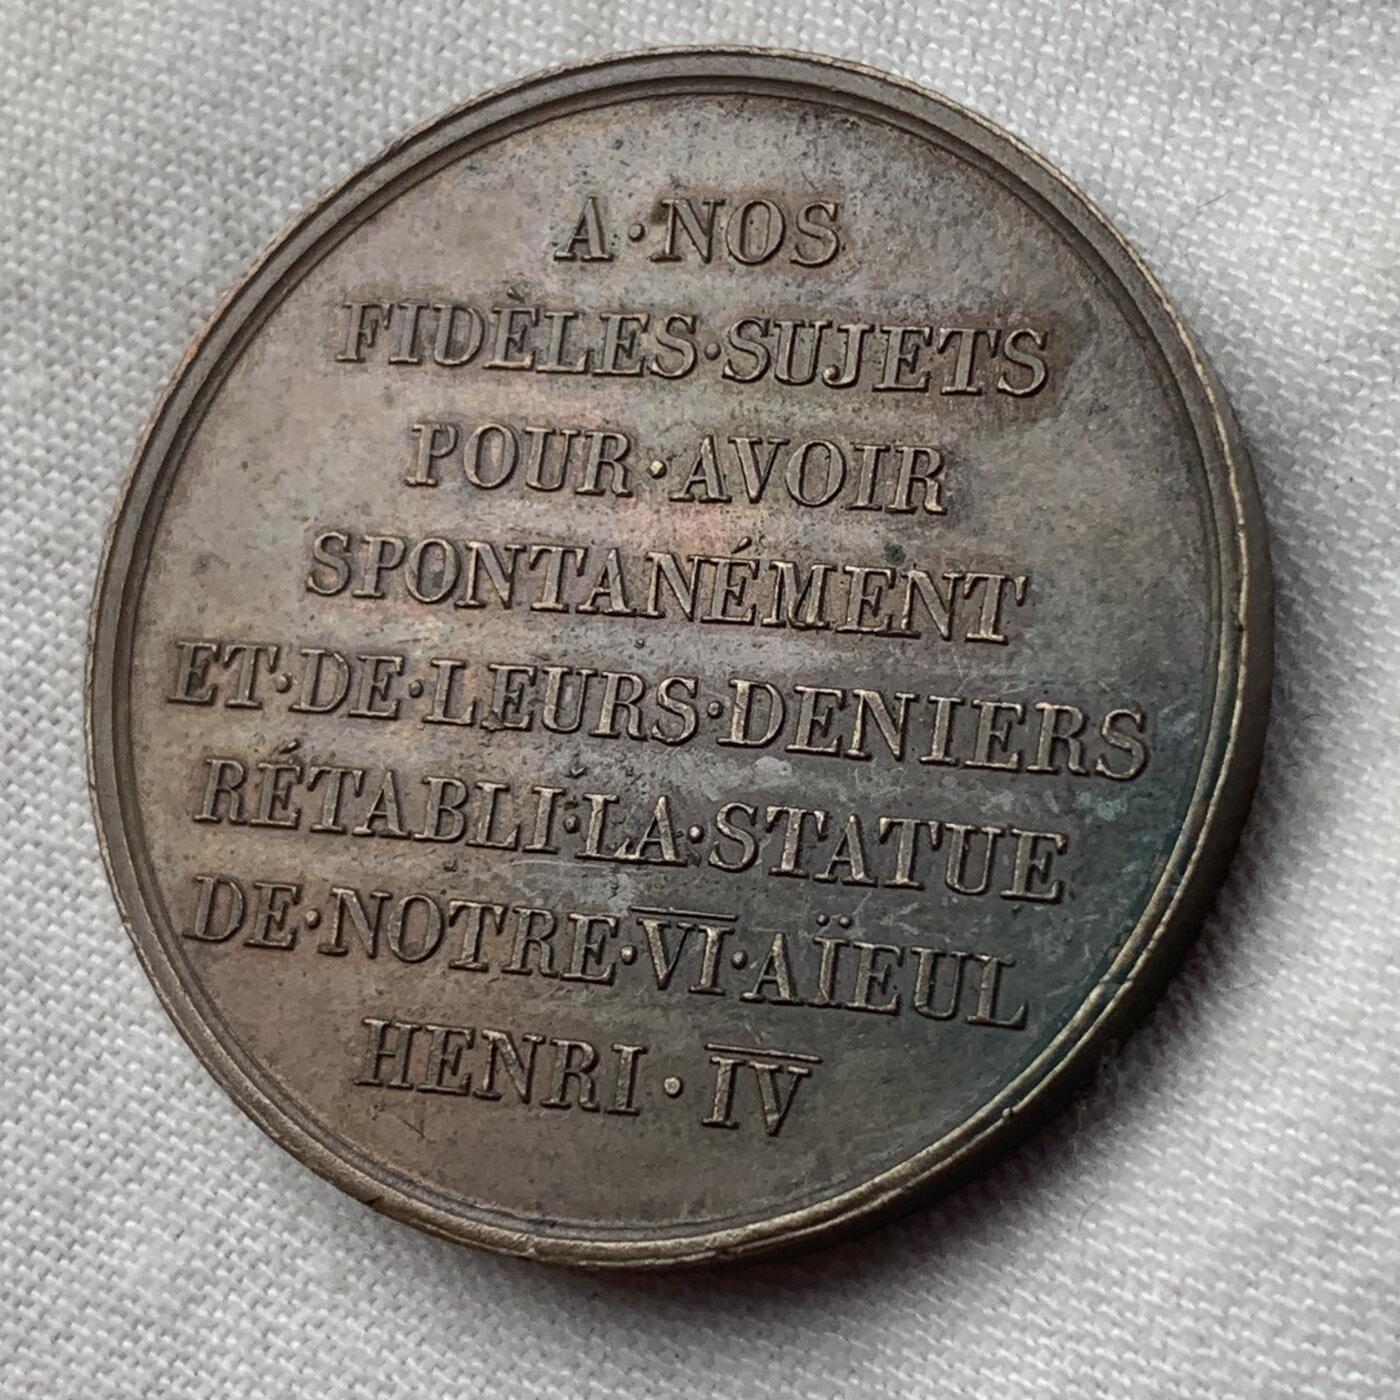 A·NOS
FIDÈLES·SUJETS
POUR·AVOIR
SPONTANÉMENT
ET·DE·LEURS·DENIERS
RÉTABLI·LA·STATUE
DE·NOTRE·VI·AÏEUL
HENRI·IV